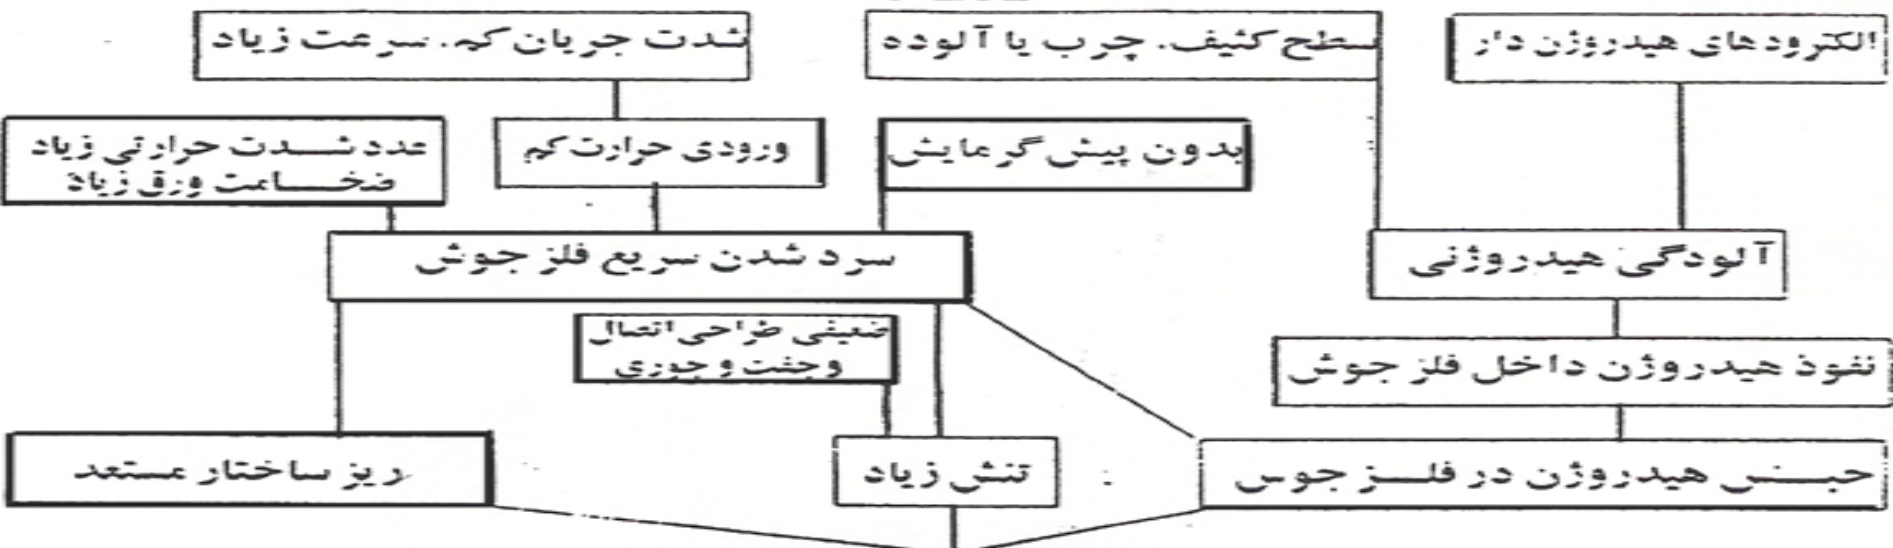 الکترودهای هیدروژن دار
سطح کثیف، چرب یا آلوده
شدت جریان کم، سرعت زیاد
بدون پیش گرمایش
ورودی حرارت کم
عدد شدت حرارتی زیاد
ضخامت ورق زیاد
آلودگی هیدروژنی
سرد شدن سریع فلز جوش
ضعیفی طراحی اتصال
و جفت و جوری
نفوذ هیدروژن داخل فلز جوش
حبس هیدروژن در فلز جوش
تنش زیاد
ریز ساختار مستعد